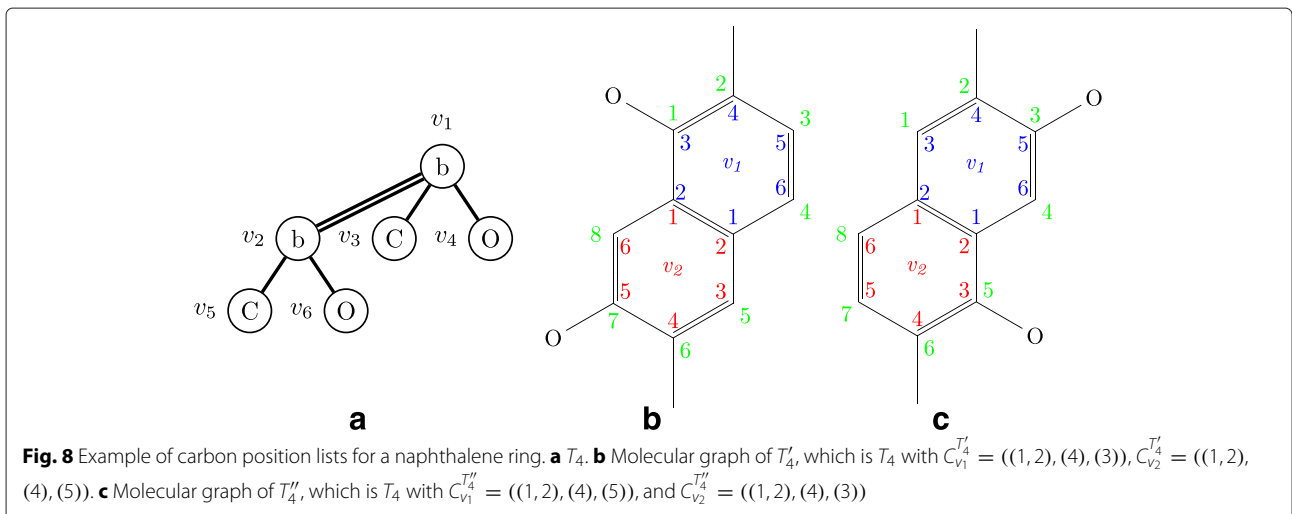 v1
b
v2 b v3 C v4 O
v5 C v6 O
a
O
2
1 4 3
3 5
v1
2 6
1 1 4
8 6 2
v2
5 3
7 4 5
O 6
b
2 O
1 4 3
3 5
v1
2 6
1 1 4
8 6 2
v2
5 3 5
7 4
6 O
c
Fig. 8 Example of carbon position lists for a naphthalene ring. a T4. b Molecular graph of T′4, which is T4 with C^{T′4}_{v1} = ((1, 2), (4), (3)), C^{T′4}_{v2} = ((1, 2),
(4), (5)). c Molecular graph of T″4, which is T4 with C^{T″4}_{v1} = ((1, 2), (4), (5)), and C^{T″4}_{v2} = ((1, 2), (4), (3))